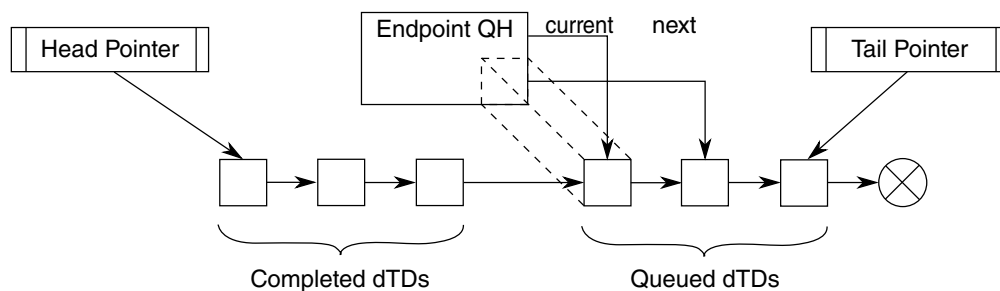 Endpoint QH current next
Head Pointer
Tail Pointer
Completed dTDs
Queued dTDs